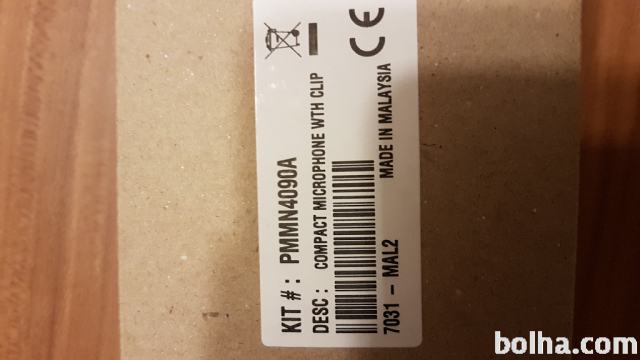 KIT # : PMMN4090A
DESC : COMPACT MICROPHONE WTH CLIP
7031 - MAL2 MADE IN MALAYSIA
CE
bolha.com